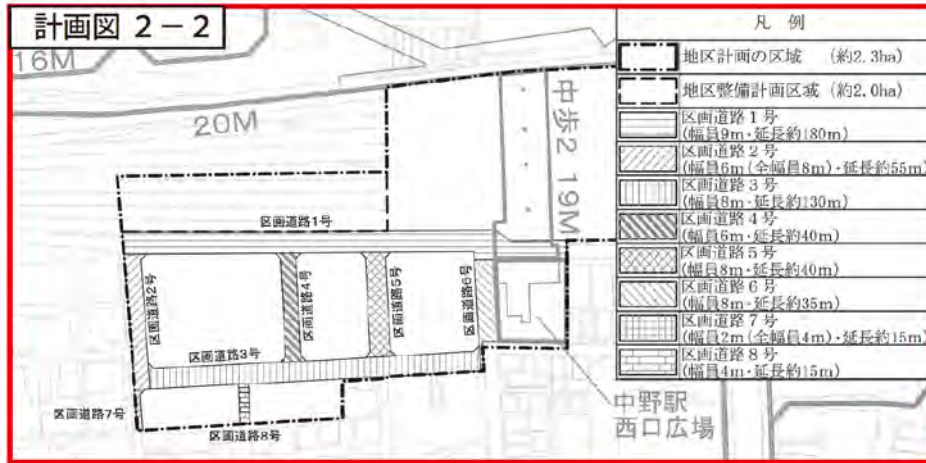 計画図 2-2
16M
20M
中歩2 19M
区画道路1号
区画道路2号
区画道路4号
区画道路5号
区画道路6号
区画道路3号
区画道路7号
区画道路8号
中野駅
西口広場
凡 例
地区計画の区域 (約2.3ha)
地区整備計画区域 (約2.0ha)
区画道路1号
(幅員9m・延長約180m)
区画道路2号
(幅員6m(全幅員8m)・延長約55m)
区画道路3号
(幅員8m・延長約130m)
区画道路4号
(幅員6m・延長約40m)
区画道路5号
(幅員8m・延長約40m)
区画道路6号
(幅員8m・延長約35m)
区画道路7号
(幅員2m(全幅員4m)・延長約15m)
区画道路8号
(幅員4m・延長約15m)